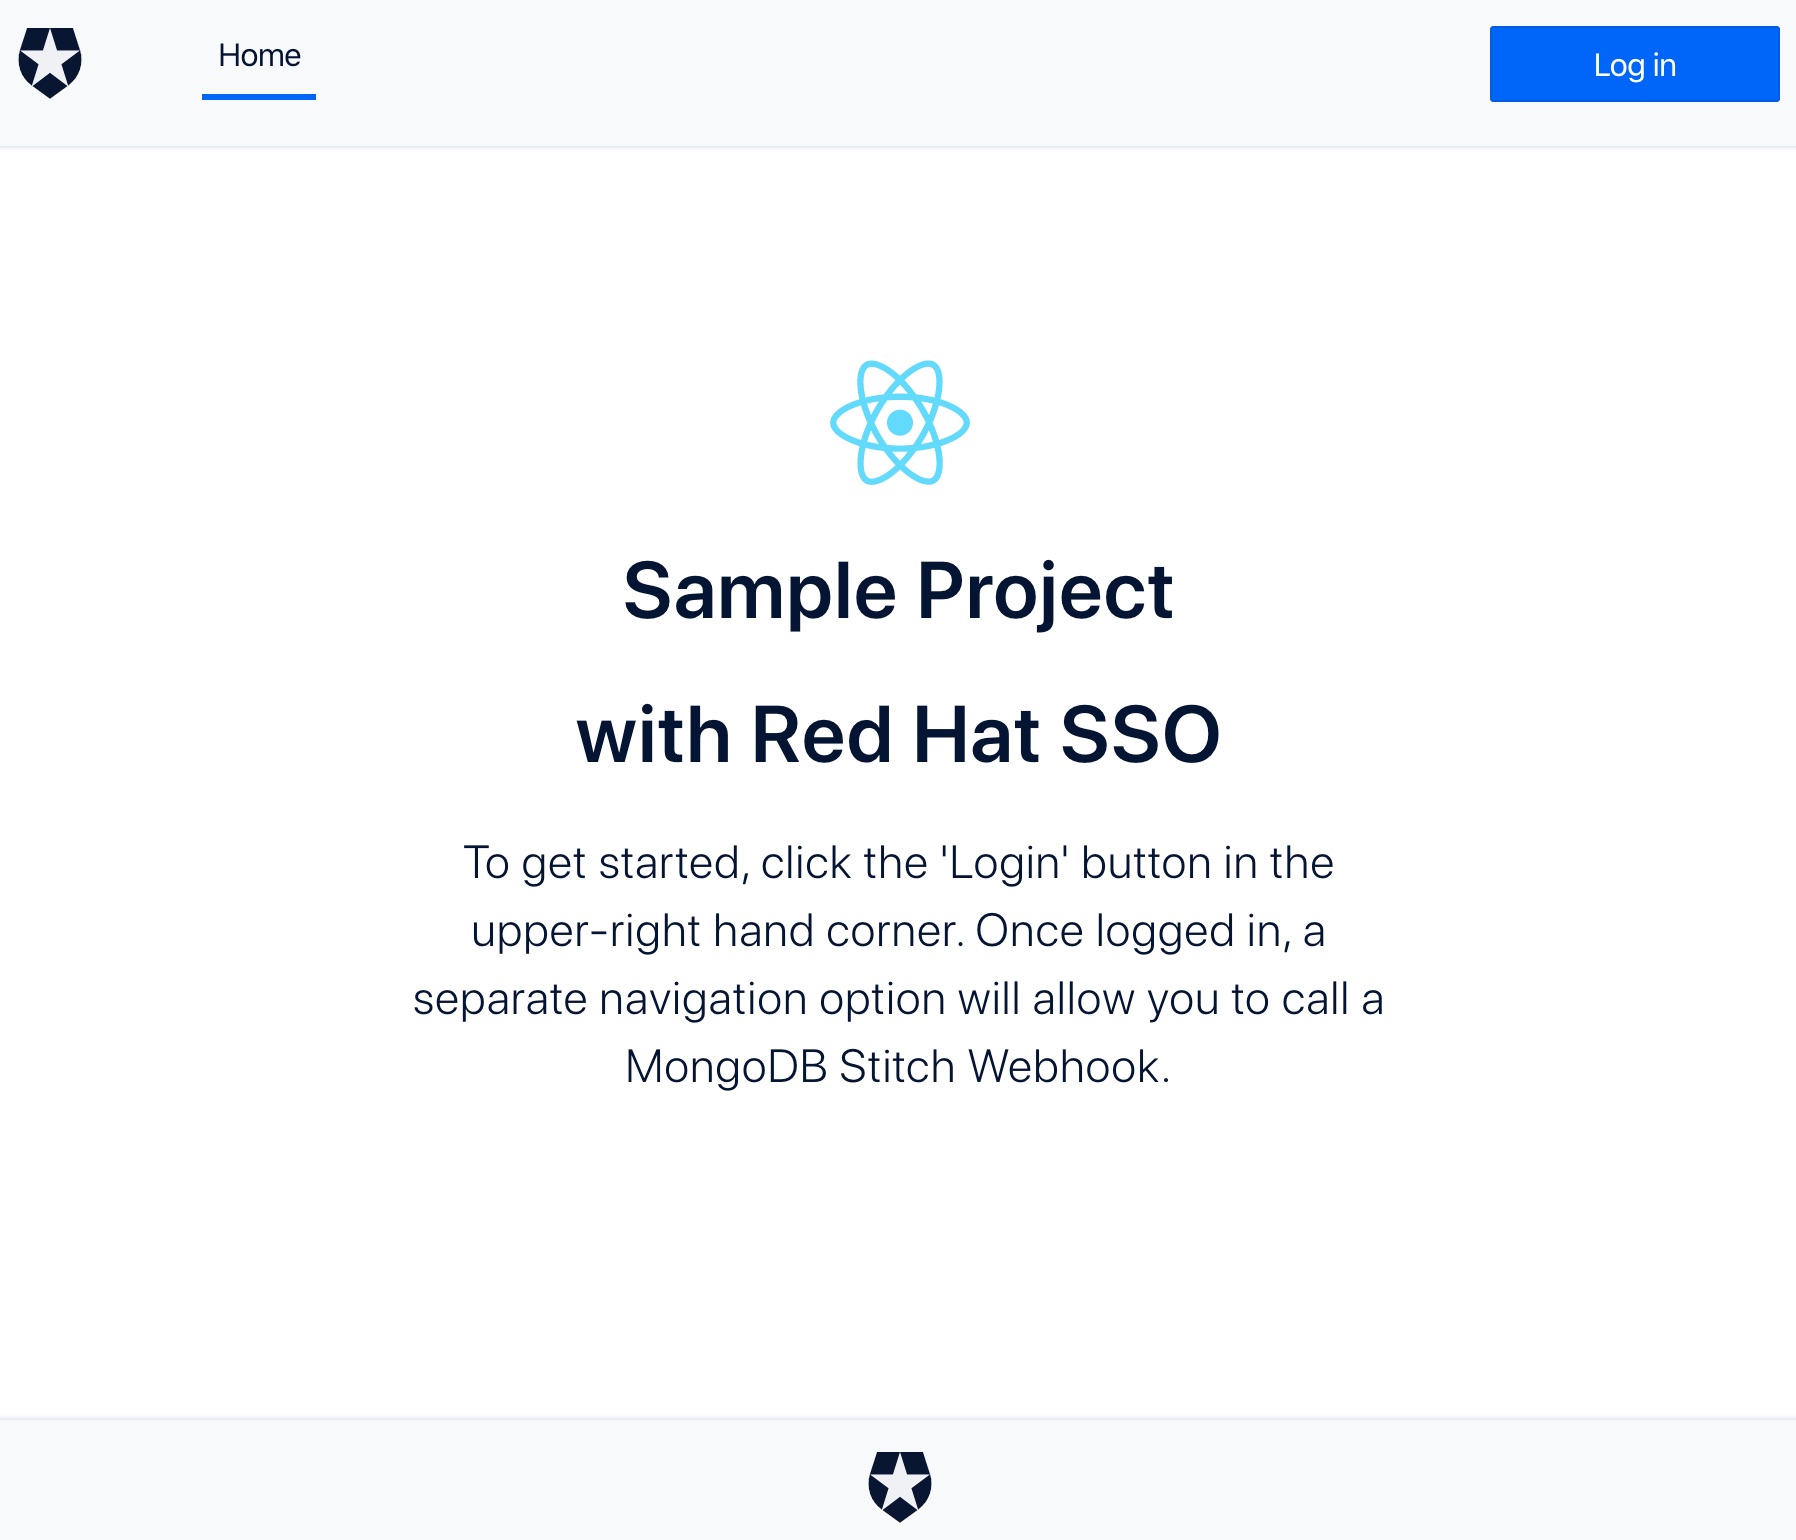 Home
Log in
Sample Project
with Red Hat SSO
To get started, click the 'Login' button in the
upper-right hand corner. Once logged in, a
separate navigation option will allow you to call a
MongoDB Stitch Webhook.